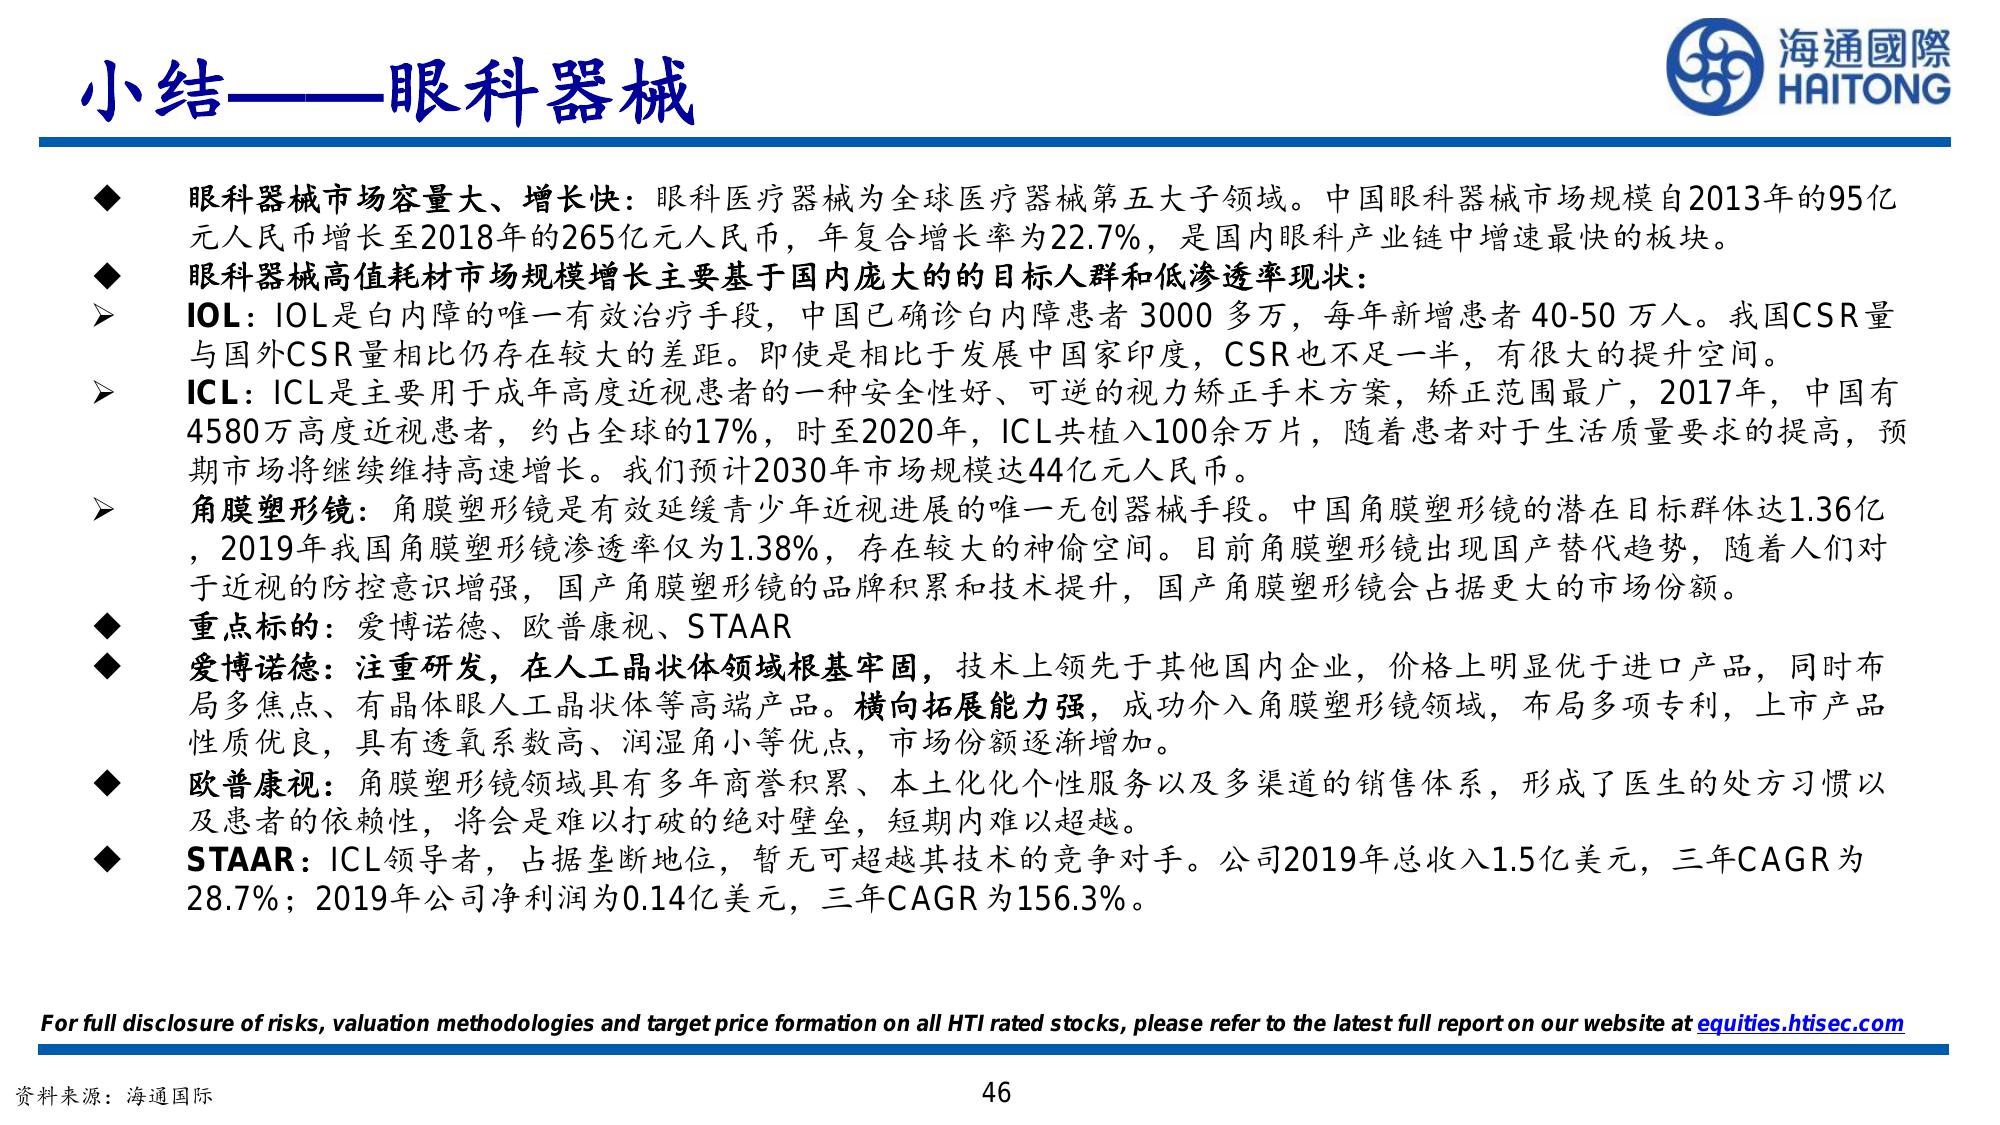 海通國際
HAITONG
小结——眼科器械
◆ 眼科器械市场容量大、增长快：眼科医疗器械为全球医疗器械第五大子领域。中国眼科器械市场规模自2013年的95亿
元人民币增长至2018年的265亿元人民币，年复合增长率为22.7%，是国内眼科产业链中增速最快的板块。
◆ 眼科器械高值耗材市场规模增长主要基于国内庞大的的目标人群和低渗透率现状：
➢ IOL：IOL是白内障的唯一有效治疗手段，中国已确诊白内障患者 3000 多万，每年新增患者 40-50 万人。我国CSR量
与国外CSR量相比仍存在较大的差距。即使是相比于发展中国家印度，CSR也不足一半，有很大的提升空间。
➢ ICL：ICL是主要用于成年高度近视患者的一种安全性好、可逆的视力矫正手术方案，矫正范围最广，2017年，中国有
4580万高度近视患者，约占全球的17%，时至2020年，ICL共植入100余万片，随着患者对于生活质量要求的提高，预
期市场将继续维持高速增长。我们预计2030年市场规模达44亿元人民币。
➢ 角膜塑形镜：角膜塑形镜是有效延缓青少年近视进展的唯一无创器械手段。中国角膜塑形镜的潜在目标群体达1.36亿
，2019年我国角膜塑形镜渗透率仅为1.38%，存在较大的神偷空间。目前角膜塑形镜出现国产替代趋势，随着人们对
于近视的防控意识增强，国产角膜塑形镜的品牌积累和技术提升，国产角膜塑形镜会占据更大的市场份额。
◆ 重点标的：爱博诺德、欧普康视、STAAR
◆ 爱博诺德：注重研发，在人工晶状体领域根基牢固，技术上领先于其他国内企业，价格上明显优于进口产品，同时布
局多焦点、有晶体眼人工晶状体等高端产品。横向拓展能力强，成功介入角膜塑形镜领域，布局多项专利，上市产品
性质优良，具有透氧系数高、润湿角小等优点，市场份额逐渐增加。
◆ 欧普康视：角膜塑形镜领域具有多年商誉积累、本土化化个性服务以及多渠道的销售体系，形成了医生的处方习惯以
及患者的依赖性，将会是难以打破的绝对壁垒，短期内难以超越。
◆ STAAR：ICL领导者，占据垄断地位，暂无可超越其技术的竞争对手。公司2019年总收入1.5亿美元，三年CAGR为
28.7%；2019年公司净利润为0.14亿美元，三年CAGR为156.3%。
For full disclosure of risks, valuation methodologies and target price formation on all HTI rated stocks, please refer to the latest full report on our website at equities.htisec.com
资料来源：海通国际
46